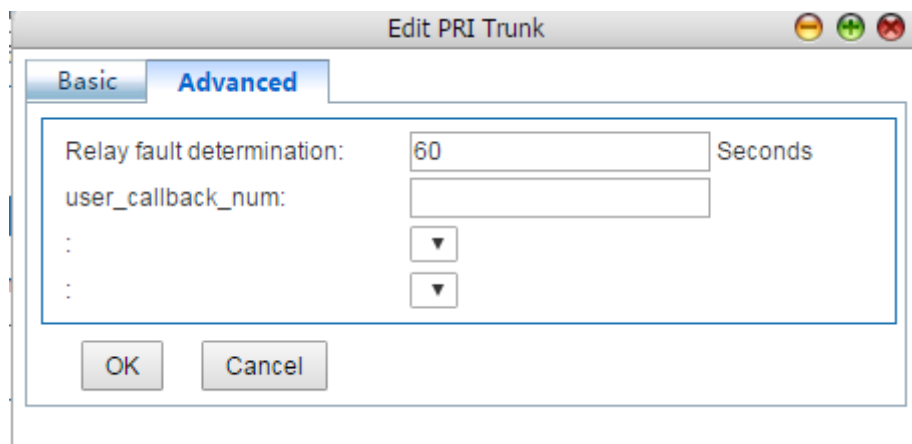 Edit PRI Trunk
Basic Advanced
Relay fault determination: 60 Seconds
user_callback_num:
:
:
OK Cancel